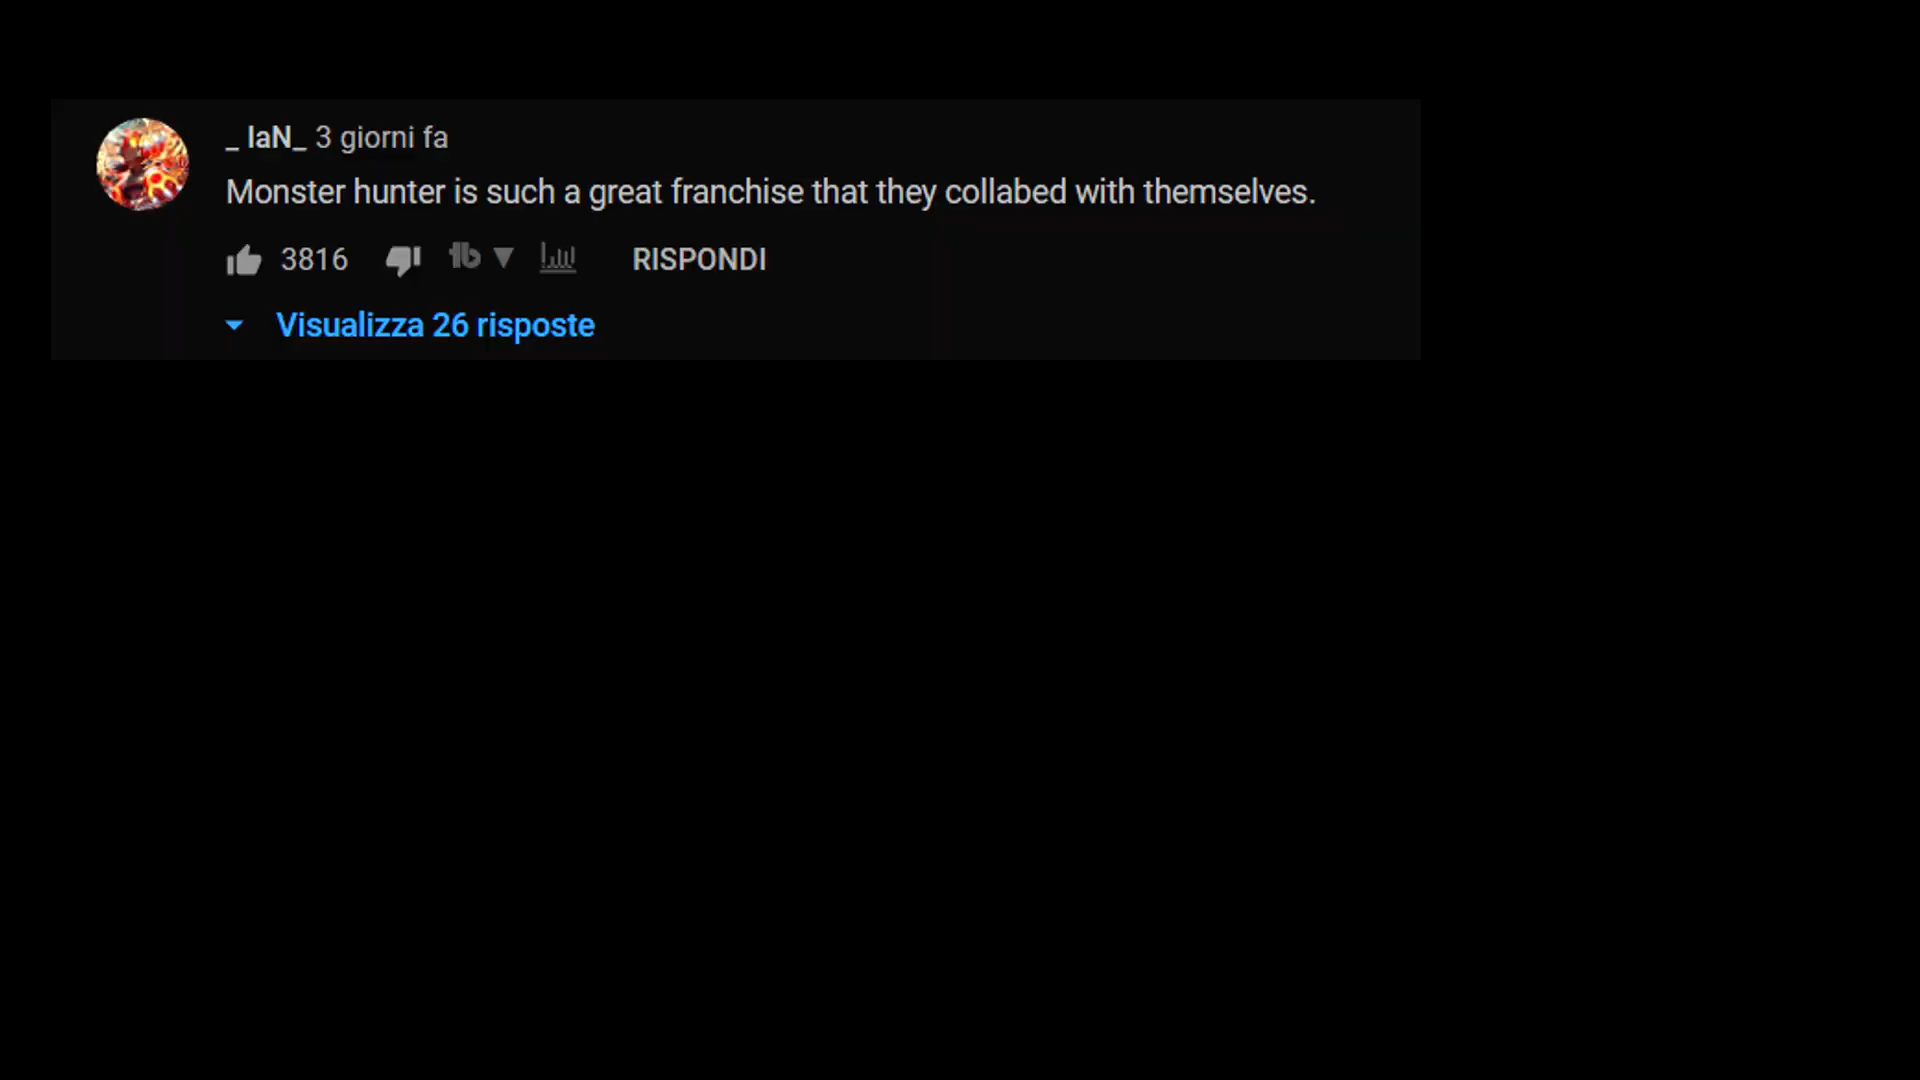 _ IaN_ 3 giorni fa
Monster hunter is such a great franchise that they collabed with themselves.
3816 tb RISPONDI
Visualizza 26 risposte